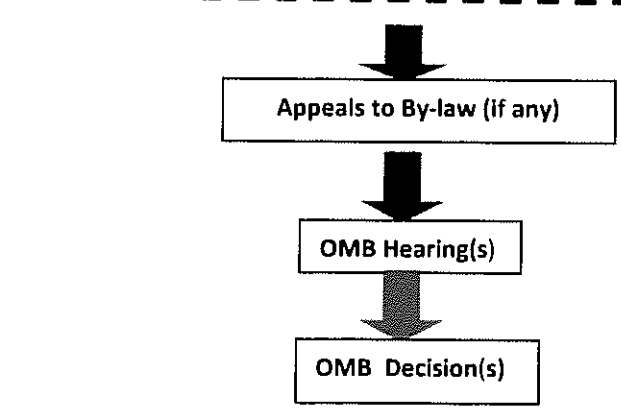 Appeals to By-law (if any)
OMB Hearing(s)
OMB Decision(s)